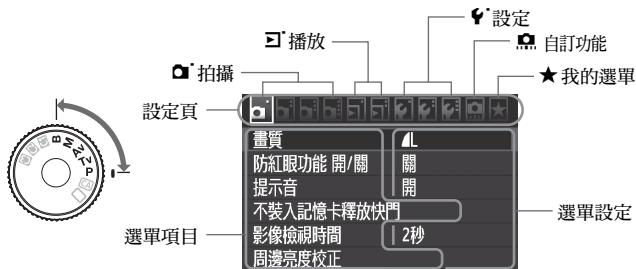 設定
播放
自訂功能
拍攝
我的選單
設定頁
畫質 L
防紅眼功能 開/關 關
提示音 開
不裝入記憶卡釋放快門
選單設定
選單項目
影像檢視時間 2秒
周邊亮度校正
B M Av Tv P